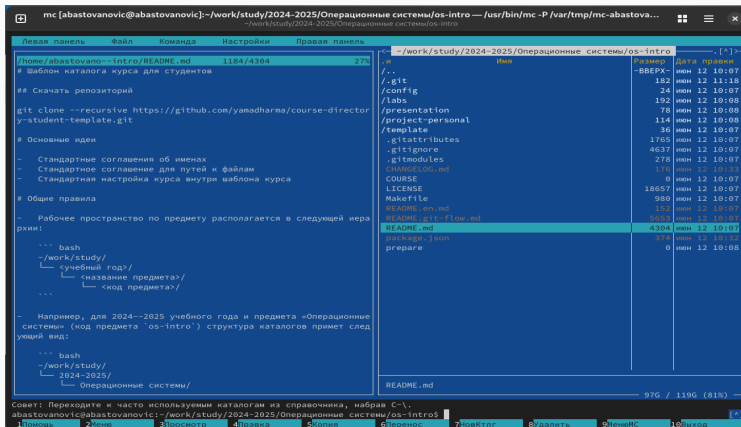 mc [abastovanovic@abastovanovic]:~/work/study/2024-2025/Операционные системы/os-intro — /usr/bin/mc -P /var/tmp/mc-abastova...
~/work/study/2024-2025/Операционные системы/os-intro
Левая панель Файл Команда Настройки Правая панель
/home/abastovano~-intro/README.md 1184/4304 27%
# Шаблон каталога курса для студентов
## Скачать репозиторий
git clone --recursive https://github.com/yamadharma/course-director
y-student-template.git
# Основные идеи
- Стандартные соглашения об именах
- Стандартное соглашение для путей к файлам
- Стандартная настройка курса внутри шаблона курса
# Общие правила
- Рабочее пространство по предмету располагается в следующей иера
рхии:
``` bash
~/work/study/
└── <учебный год>/
└── <название предмета>/
└── <код предмета>/
```
- Например, для 2024--2025 учебного года и предмета «Операционные
системы» (код предмета `os-intro`) структура каталогов примет след
ующий вид:
``` bash
~/work/study/
└── 2024-2025/
└── Операционные системы/
<- ~/work/study/2024-2025/Операционные системы/os-intro .[^]>
.и Имя Размер Дата правки
/.. -ВВЕРХ- июн 12 10:07
/.git 182 июн 12 11:18
/config 24 июн 12 10:07
/labs 192 июн 12 10:08
/presentation 78 июн 12 10:08
/project-personal 114 июн 12 10:08
/template 36 июн 12 10:07
.gitattributes 1765 июн 12 10:07
.gitignore 4637 июн 12 10:07
.gitmodules 278 июн 12 10:07
CHANGELOG.md 176 июн 12 10:33
COURSE 0 июн 12 10:07
LICENSE 18657 июн 12 10:07
Makefile 980 июн 12 10:07
README.en.md 152 июн 12 10:07
README.git-flow.md 5653 июн 12 10:07
README.md 4304 июн 12 10:07
package.json 374 июн 12 10:32
prepare 0 июн 12 10:08
README.md
97G / 119G (81%)
Совет: Переходите к часто используемым каталогам из справочника, набрав C-\.
abastovanovic@abastovanovic:~/work/study/2024-2025/Операционные системы/os-intro$ [^]
1Помощь 2Меню 3Просмотр 4Правка 5Копия 6Перенос 7НовКтлг 8Удалить 9МенюMC 10Выход